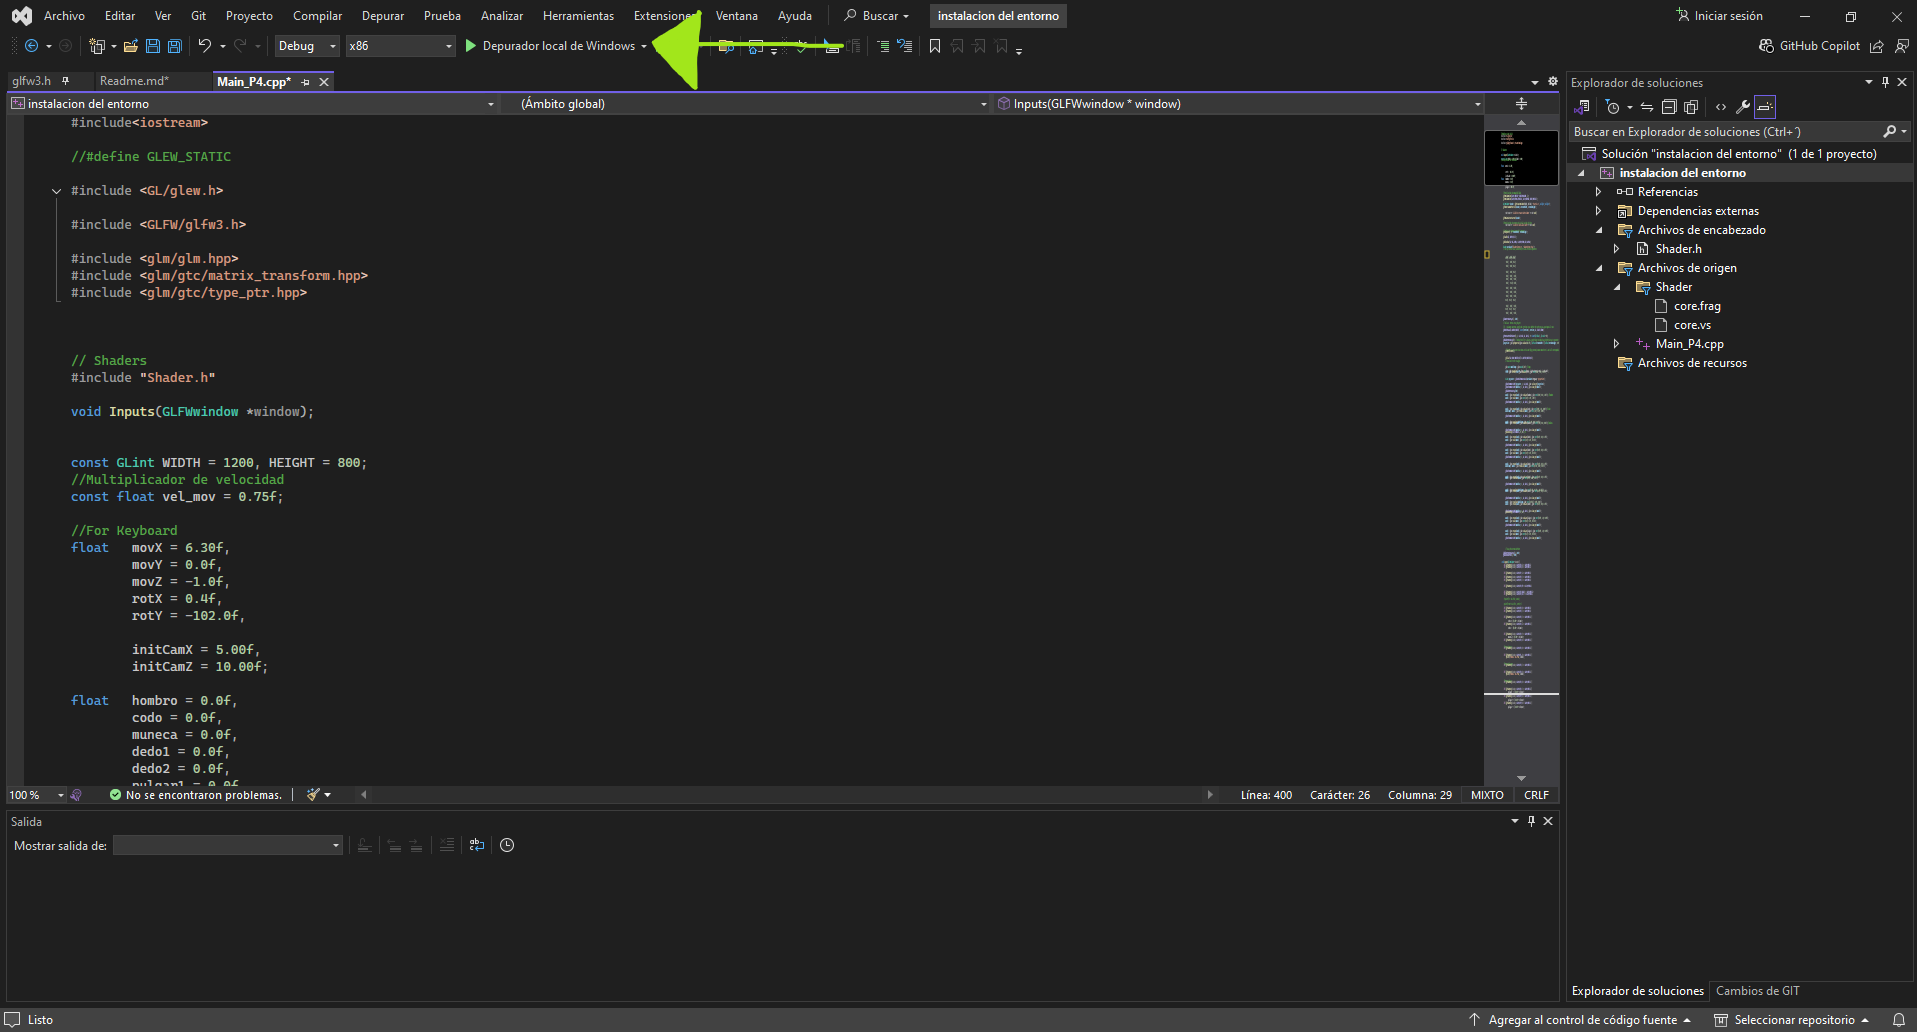 Archivo Editar Ver Git Proyecto Compilar Depurar Prueba Analizar Herramientas Extensiones Ventana Ayuda Buscar instalacion del entorno Iniciar sesión
Debug x86 Depurador local de Windows GitHub Copilot
glfw3.h Readme.md* Main_P4.cpp*
instalacion del entorno (Ámbito global) Inputs(GLFWwindow * window)
#include<iostream>
//#define GLEW_STATIC
#include <GL/glew.h>
#include <GLFW/glfw3.h>
#include <glm/glm.hpp>
#include <glm/gtc/matrix_transform.hpp>
#include <glm/gtc/type_ptr.hpp>
// Shaders
#include "Shader.h"
void Inputs(GLFWwindow *window);
const GLint WIDTH = 1200, HEIGHT = 800;
//Multiplicador de velocidad
const float vel_mov = 0.75f;
//For Keyboard
float movX = 6.30f,
movY = 0.0f,
movZ = -1.0f,
rotX = 0.4f,
rotY = -102.0f,
initCamX = 5.00f,
initCamZ = 10.00f;
float hombro = 0.0f,
codo = 0.0f,
muneca = 0.0f,
dedo1 = 0.0f,
dedo2 = 0.0f,
pulgar1 = 0.0f
100 % No se encontraron problemas. Línea: 400 Carácter: 26 Columna: 29 MIXTO CRLF
Salida
Mostrar salida de:
Explorador de soluciones
Buscar en Explorador de soluciones (Ctrl+´)
Solución "instalacion del entorno" (1 de 1 proyecto)
instalacion del entorno
Referencias
Dependencias externas
Archivos de encabezado
Shader.h
Archivos de origen
Shader
core.frag
core.vs
Main_P4.cpp
Archivos de recursos
Explorador de soluciones Cambios de GIT
Listo Agregar al control de código fuente Seleccionar repositorio